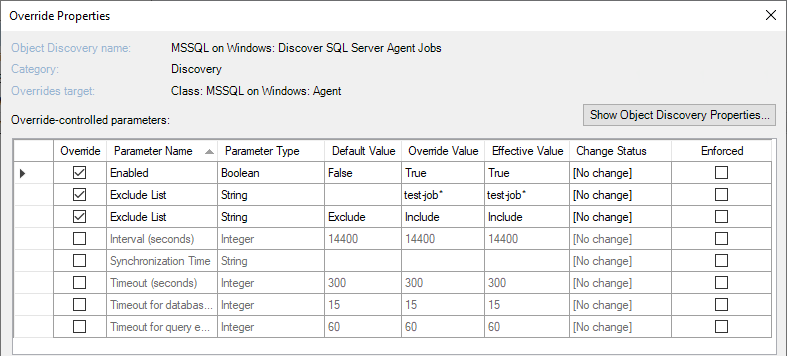 Override Properties
Object Discovery name: MSSQL on Windows: Discover SQL Server Agent Jobs
Category: Discovery
Overrides target: Class: MSSQL on Windows: Agent
Override-controlled parameters: Show Object Discovery Properties...
Override Parameter Name Parameter Type Default Value Override Value Effective Value Change Status Enforced
Enabled Boolean False True True [No change]
Exclude List String test-job* test-job* [No change]
Exclude List String Exclude Include Include [No change]
Interval (seconds) Integer 14400 14400 14400 [No change]
Synchronization Time String [No change]
Timeout (seconds) Integer 300 300 300 [No change]
Timeout for databas... Integer 15 15 15 [No change]
Timeout for query e... Integer 60 60 60 [No change]